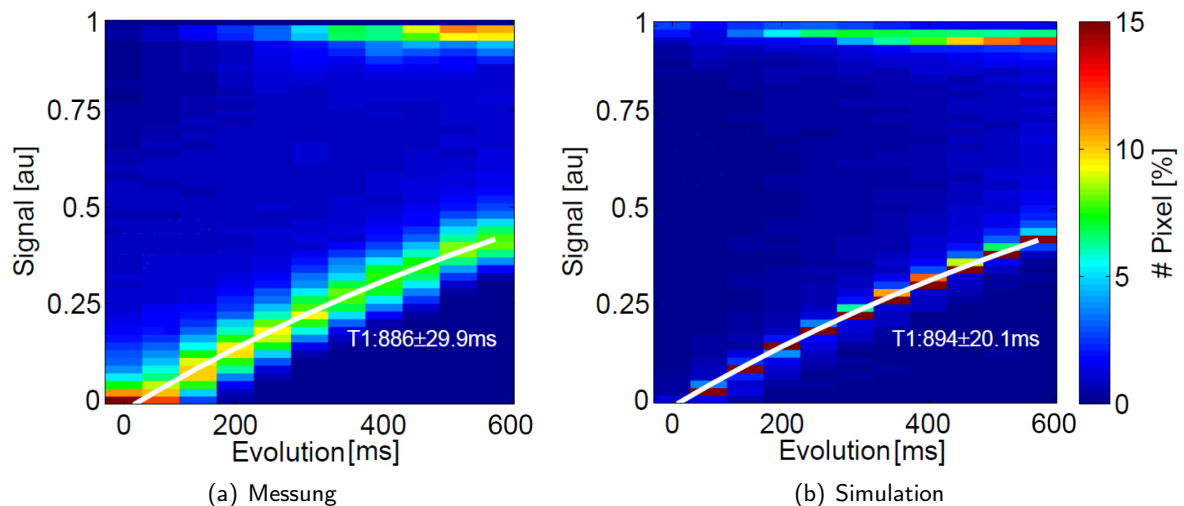 1
0.75
0.5
0.25
0
Signal [au]
T1:886±29.9ms
0 200 400 600
Evolution[ms]
(a) Messung
1
0.75
0.5
0.25
0
Signal [au]
T1:894±20.1ms
0 200 400 600
Evolution[ms]
(b) Simulation
15
10
5
0
# Pixel [%]